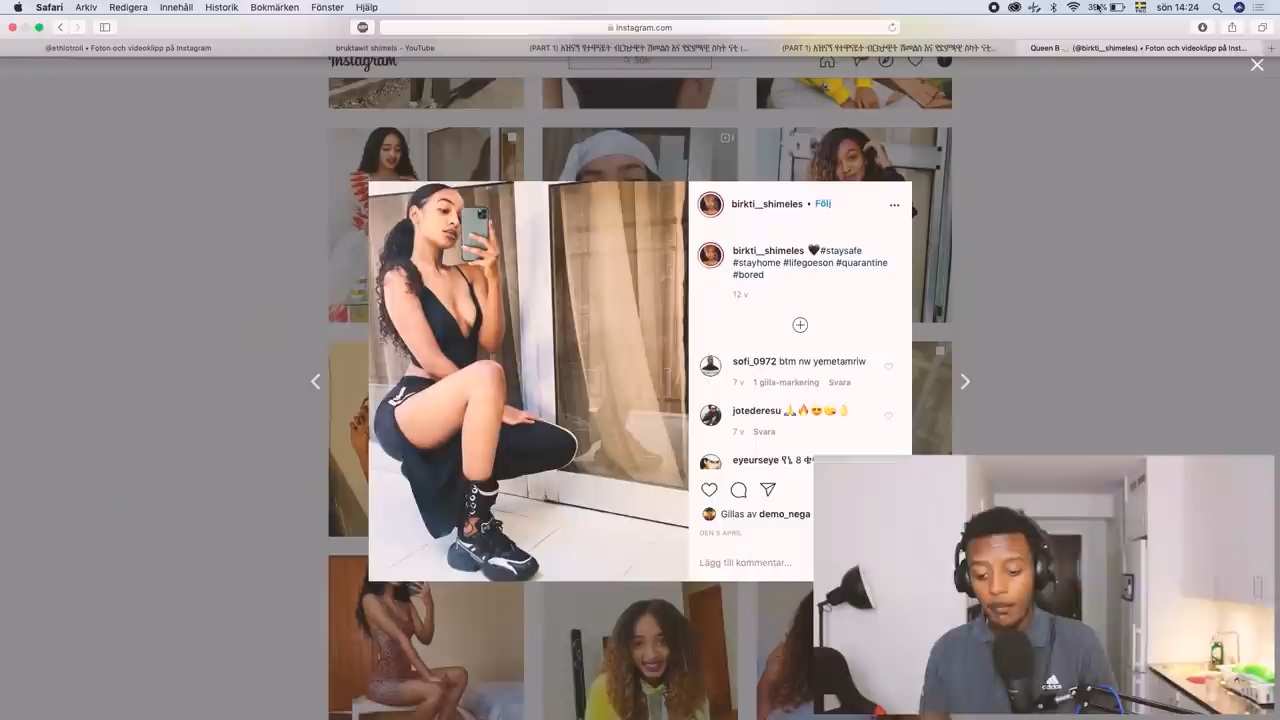 Safari Arkiv Redigera Innehåll Historik Bokmärken Fönster Hjälp
sön 14:24
instagram.com
@ethiotroll • Foton och videoklipp på Instagram
bruktawit shimels – YouTube
Queen B ... (@birkti__shimeles) • Foton och videoklipp på Inst...
Instagram
Sök
birkti__shimeles • Följ
birkti__shimeles 🖤#staysafe
#stayhome #lifegoeson #quarantine
#bored
12 v
sofi_0972 btm nw yemetamriw
7 v 1 gilla-markering Svara
jotederesu 🙏🔥😍😘👌
7 v Svara
eyeurseye
Gillas av demo_nega
DEN 5 APRIL
Lägg till kommentar...
adidas